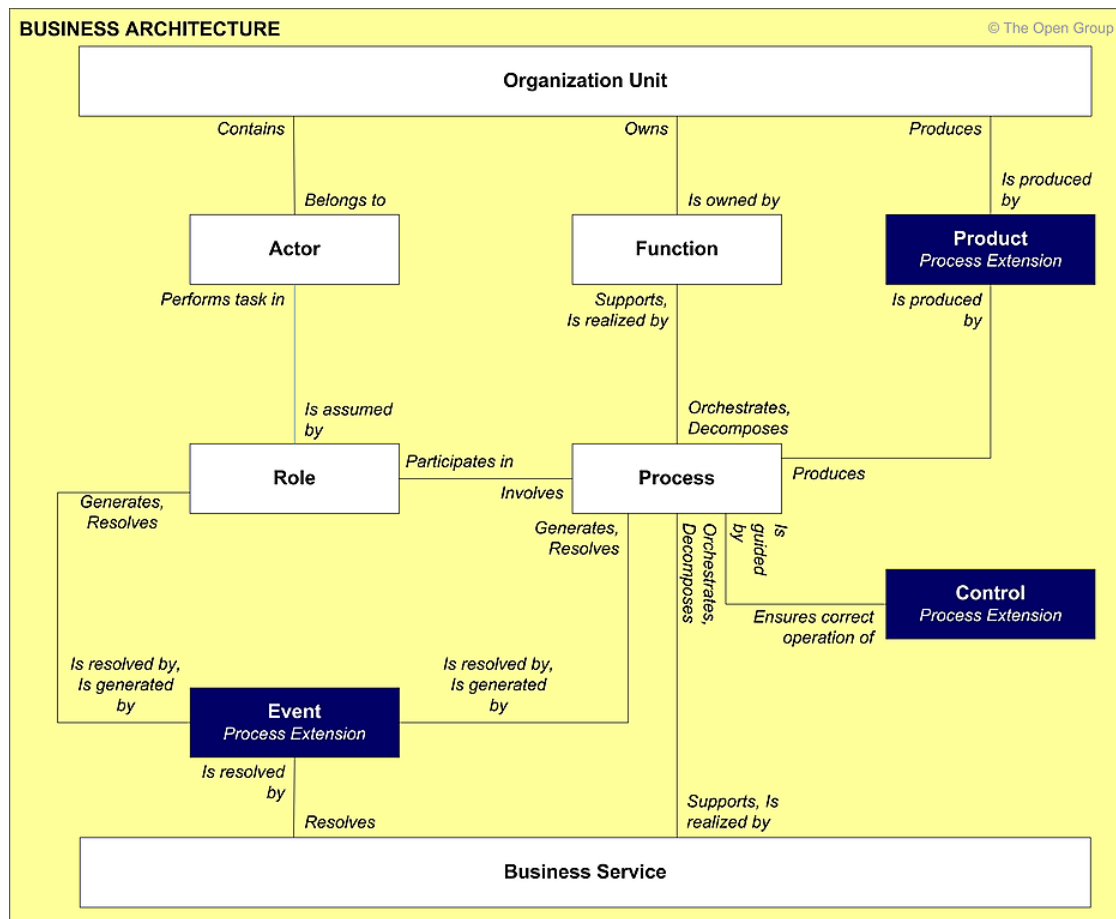 BUSINESS ARCHITECTURE
© The Open Group
Organization Unit
Contains
Owns
Produces
Belongs to
Is owned by
Is produced
by
Actor
Function
Product
Process Extension
Performs task in
Supports,
Is realized by
Is produced
by
Is assumed
by
Orchestrates,
Decomposes
Role
Participates in
Involves
Process
Produces
Generates,
Resolves
Generates,
Resolves
Orchestrates,
Decomposes
Is
guided
by
Control
Process Extension
Ensures correct
operation of
Is resolved by,
Is generated
by
Is resolved by,
Is generated
by
Event
Process Extension
Is resolved
by
Resolves
Supports, Is
realized by
Business Service